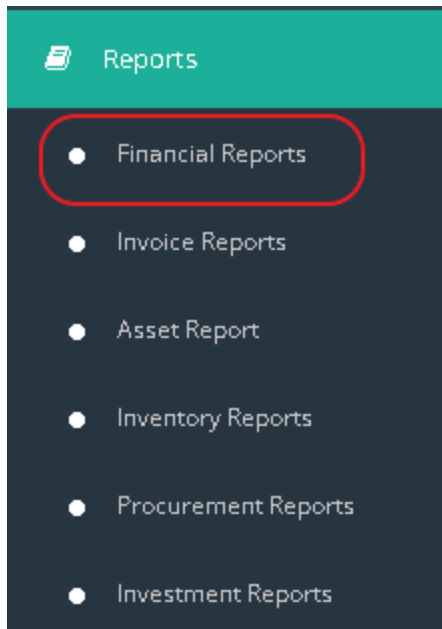 Reports
Financial Reports
Invoice Reports
Asset Report
Inventory Reports
Procurement Reports
Investment Reports